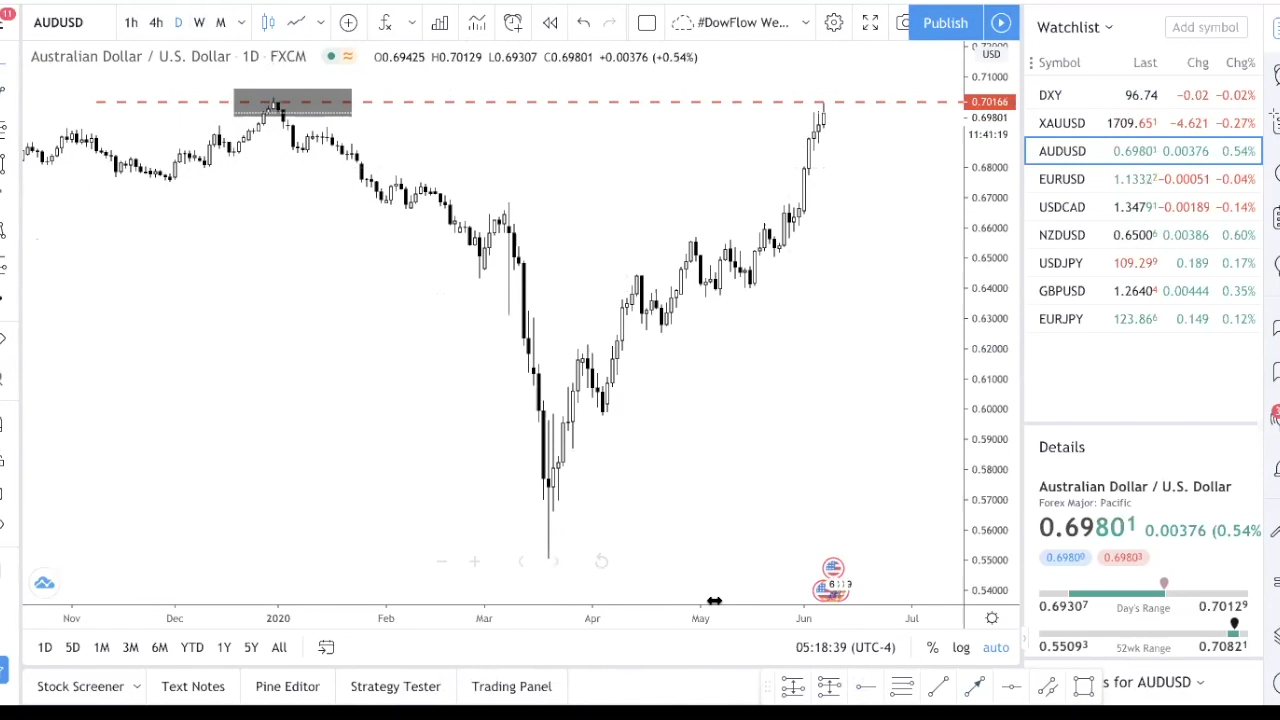 11
AUDUSD 1h 4h D W M #DowFlow We... Publish
Watchlist Add symbol
Australian Dollar / U.S. Dollar · 1D · FXCM O0.69425 H0.70129 L0.69307 C0.69801 +0.00376 (+0.54%)
0.72000
USD
0.71000
0.70166
0.69801
11:41:19
0.68000
0.67000
0.66000
0.65000
0.64000
0.63000
0.62000
0.61000
0.60000
0.59000
0.58000
0.57000
0.56000
0.55000
0.54000
Symbol Last Chg Chg%
DXY 96.74 −0.02 −0.02%
XAUUSD 1709.651 −4.621 −0.27%
AUDUSD 0.69801 0.00376 0.54%
EURUSD 1.13322 −0.00051 −0.04%
USDCAD 1.34791 −0.00189 −0.14%
NZDUSD 0.65006 0.00386 0.60%
USDJPY 109.299 0.189 0.17%
GBPUSD 1.26404 0.00444 0.35%
EURJPY 123.866 0.149 0.12%
Details
Australian Dollar / U.S. Dollar
Forex Major: Pacific
0.69801 0.00376 (0.54%
0.69800 0.69803
0.69307 Day's Range 0.70129
0.55093 52wk Range 0.70821
Nov Dec 2020 Feb Mar Apr May Jun Jul
1D 5D 1M 3M 6M YTD 1Y 5Y All 05:18:39 (UTC-4) % log auto
Stock Screener Text Notes Pine Editor Strategy Tester Trading Panel
s for AUDUSD